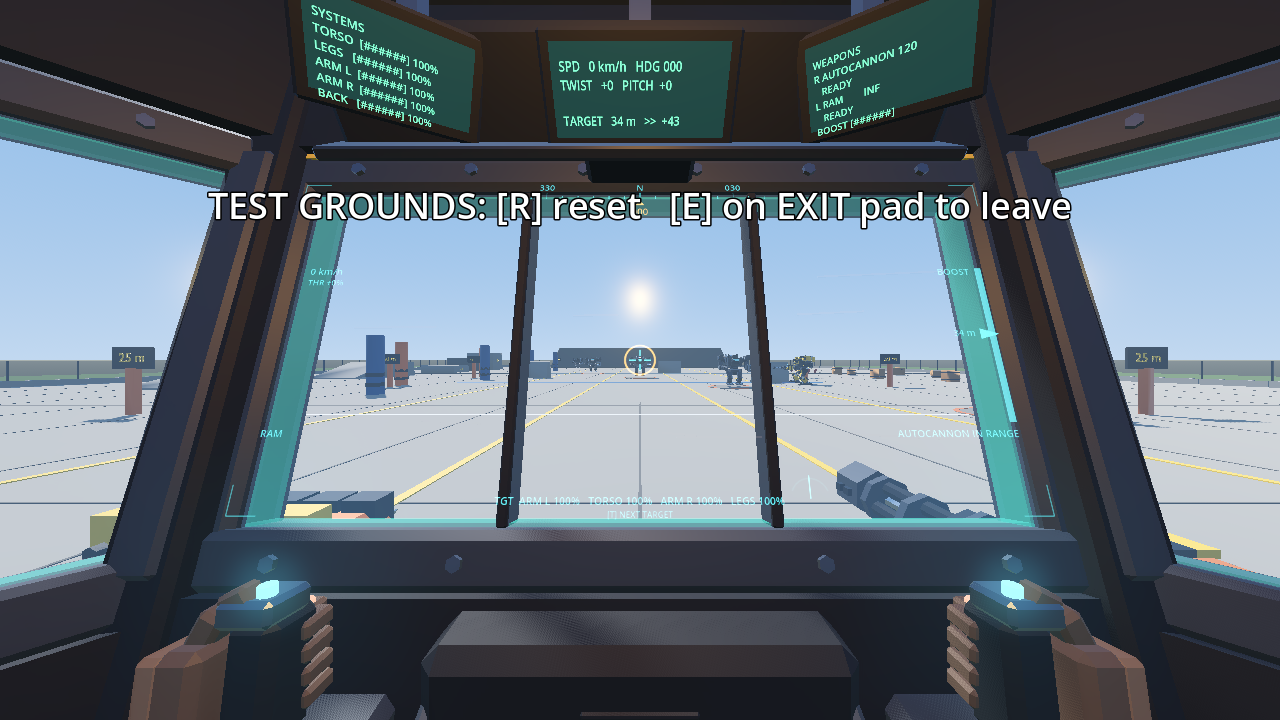 SYSTEMS
TORSO [######] 100%
LEGS [######] 100%
ARM L [######] 100%
ARM R [######] 100%
BACK [######] 100%
SPD 0 km/h HDG 000
TWIST +0 PITCH +0
TARGET 34 m >> +43
WEAPONS
R AUTOCANNON 120
READY
L RAM INF
READY
BOOST [######]
330 N 030
TEST GROUNDS: [R] reset [E] on EXIT pad to leave
0 km/h
THR +0%
BOOST
25 m
25 m
RAM
AUTOCANNON IN RANGE
TGT ARM L 100% TORSO 100% ARM R 100% LEGS 100%
[T] NEXT TARGET